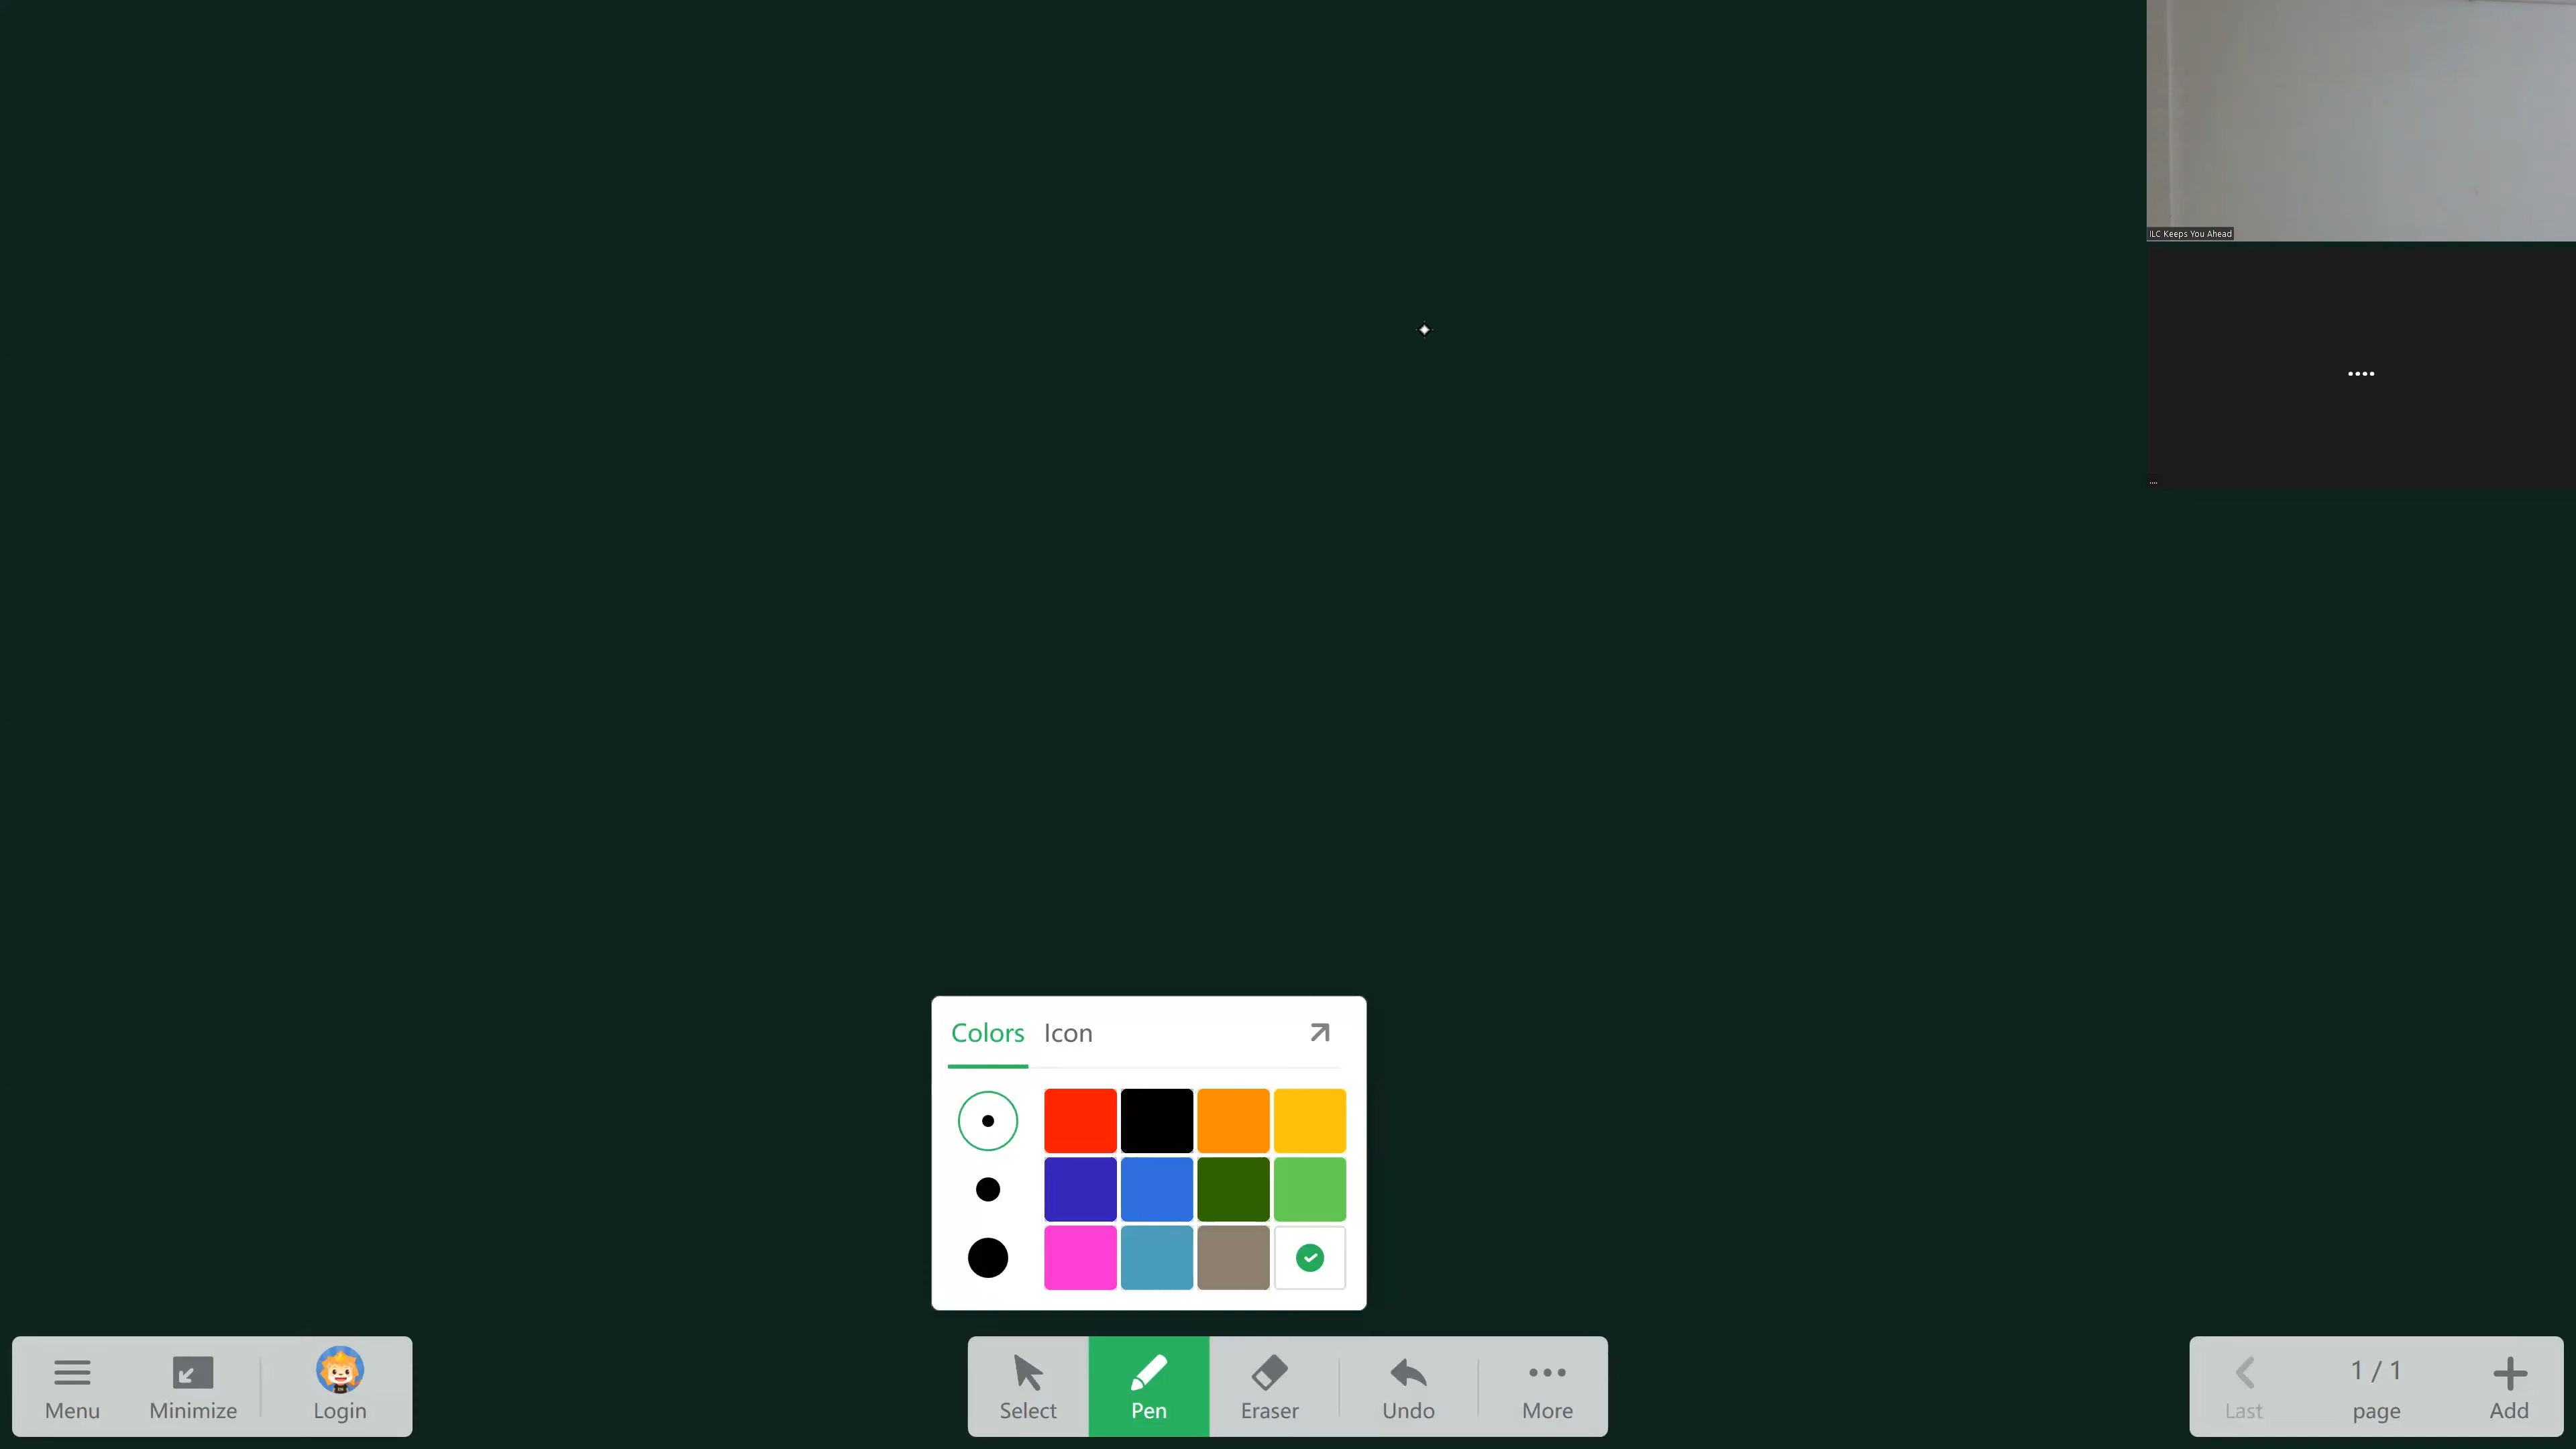 ILC Keeps You Ahead
....
....
Colors Icon
Menu Minimize Login
Select Pen Eraser Undo More
1 / 1
Last page Add